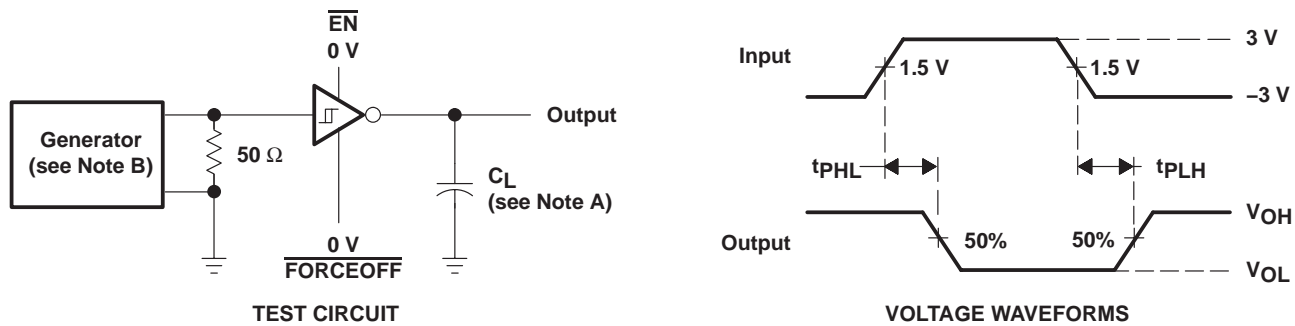 EN
0 V
Generator
(see Note B)
50 Ω
Output
CL
(see Note A)
0 V
FORCEOFF
TEST CIRCUIT
Input
3 V
1.5 V
1.5 V
–3 V
tPHL
tPLH
Output
50%
50%
VOH
VOL
VOLTAGE WAVEFORMS